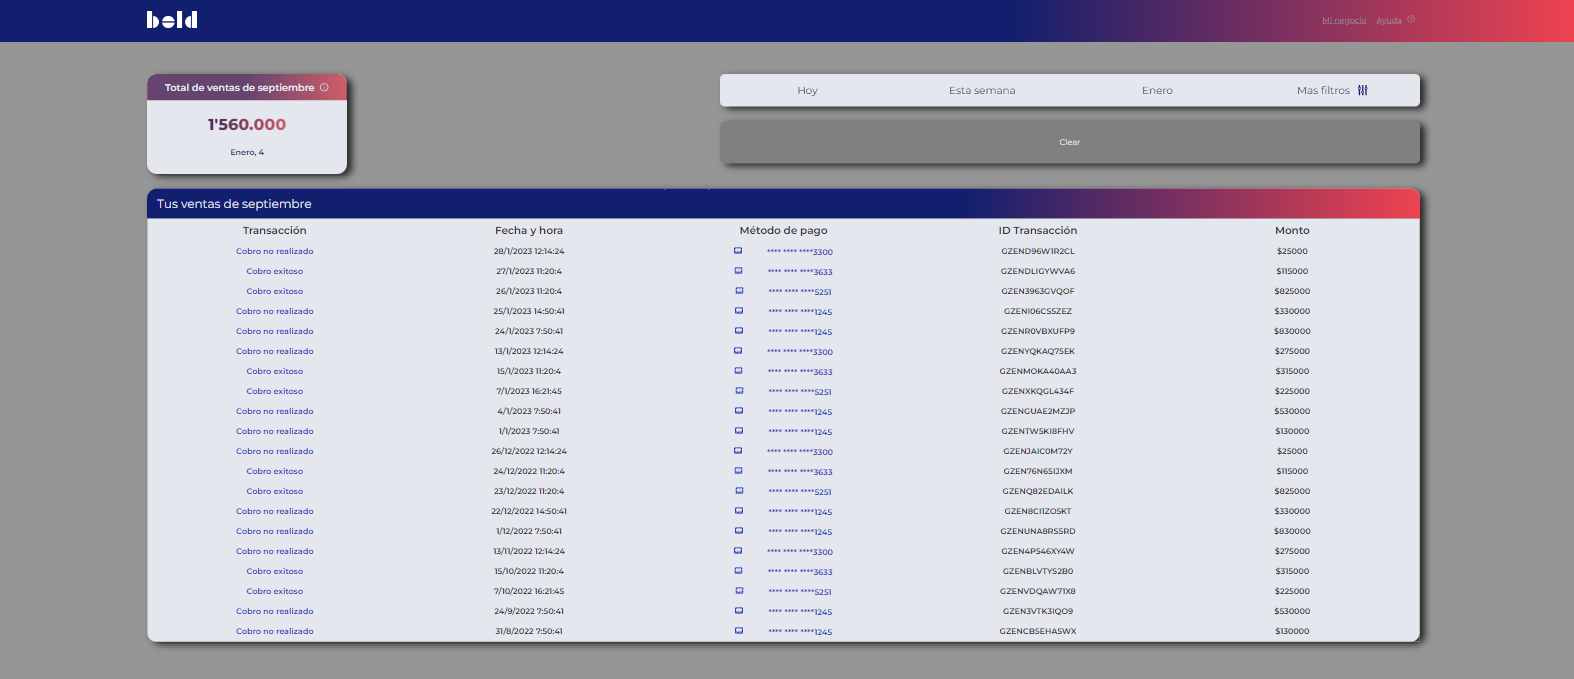 bold
Mi negocio Ayuda
Total de ventas de septiembre
1'560.000
Enero, 4
Hoy Esta semana Enero Mas filtros
Clear
Tus ventas de septiembre
Transacción Fecha y hora Método de pago ID Transacción Monto
Cobro no realizado 28/1/2023 12:14:24 **** **** ****3300 GZEND96W1R2CL $25000
Cobro exitoso 27/1/2023 11:20:4 **** **** ****3633 GZENDLIGYWVA6 $115000
Cobro exitoso 26/1/2023 11:20:4 **** **** ****5251 GZEN3963GVQOF $825000
Cobro no realizado 25/1/2023 14:50:41 **** **** ****1245 GZENI06CS5ZEZ $330000
Cobro no realizado 24/1/2023 7:50:41 **** **** ****1245 GZENR0VBXUFP9 $830000
Cobro no realizado 13/1/2023 12:14:24 **** **** ****3300 GZENYQKAQ75EK $275000
Cobro exitoso 15/1/2023 11:20:4 **** **** ****3633 GZENMOKA40AA3 $315000
Cobro exitoso 7/1/2023 16:21:45 **** **** ****5251 GZENXKQGL434F $225000
Cobro no realizado 4/1/2023 7:50:41 **** **** ****1245 GZENGUAE2MZJP $530000
Cobro no realizado 1/1/2023 7:50:41 **** **** ****1245 GZENTW5KI8FHV $130000
Cobro no realizado 26/12/2022 12:14:24 **** **** ****3300 GZENJAIC0M72Y $25000
Cobro exitoso 24/12/2022 11:20:4 **** **** ****3633 GZEN76N65IJXM $115000
Cobro exitoso 23/12/2022 11:20:4 **** **** ****5251 GZENQ82EDAILK $825000
Cobro no realizado 22/12/2022 14:50:41 **** **** ****1245 GZEN8CI1ZO5KT $330000
Cobro no realizado 1/12/2022 7:50:41 **** **** ****1245 GZENUNA8RS5RD $830000
Cobro no realizado 13/11/2022 12:14:24 **** **** ****3300 GZEN4P546XY4W $275000
Cobro exitoso 15/10/2022 11:20:4 **** **** ****3633 GZENBLVTYS2B0 $315000
Cobro exitoso 7/10/2022 16:21:45 **** **** ****5251 GZENVDQAW71X8 $225000
Cobro no realizado 24/9/2022 7:50:41 **** **** ****1245 GZEN3VTK3IQO9 $530000
Cobro no realizado 31/8/2022 7:50:41 **** **** ****1245 GZENCB5EHA5WX $130000